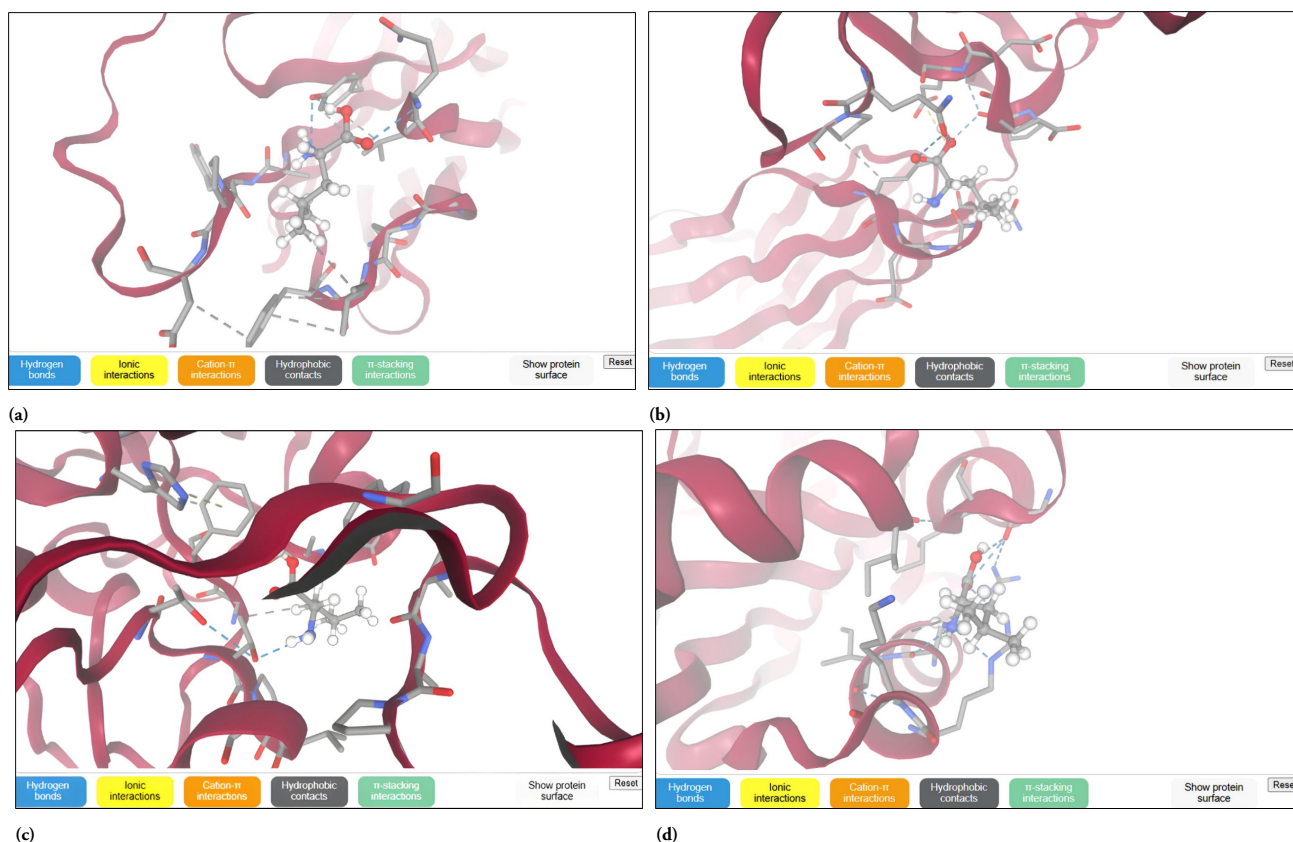 Hydrogen bonds
Ionic interactions
Cation-π interactions
Hydrophobic contacts
π-stacking interactions
Show protein surface
Reset
(a)
Hydrogen bonds
Ionic interactions
Cation-π interactions
Hydrophobic contacts
π-stacking interactions
Show protein surface
Reset
(b)
Hydrogen bonds
Ionic interactions
Cation-π interactions
Hydrophobic contacts
π-stacking interactions
Show protein surface
Reset
(c)
Hydrogen bonds
Ionic interactions
Cation-π interactions
Hydrophobic contacts
π-stacking interactions
Show protein surface
Rese
(d)